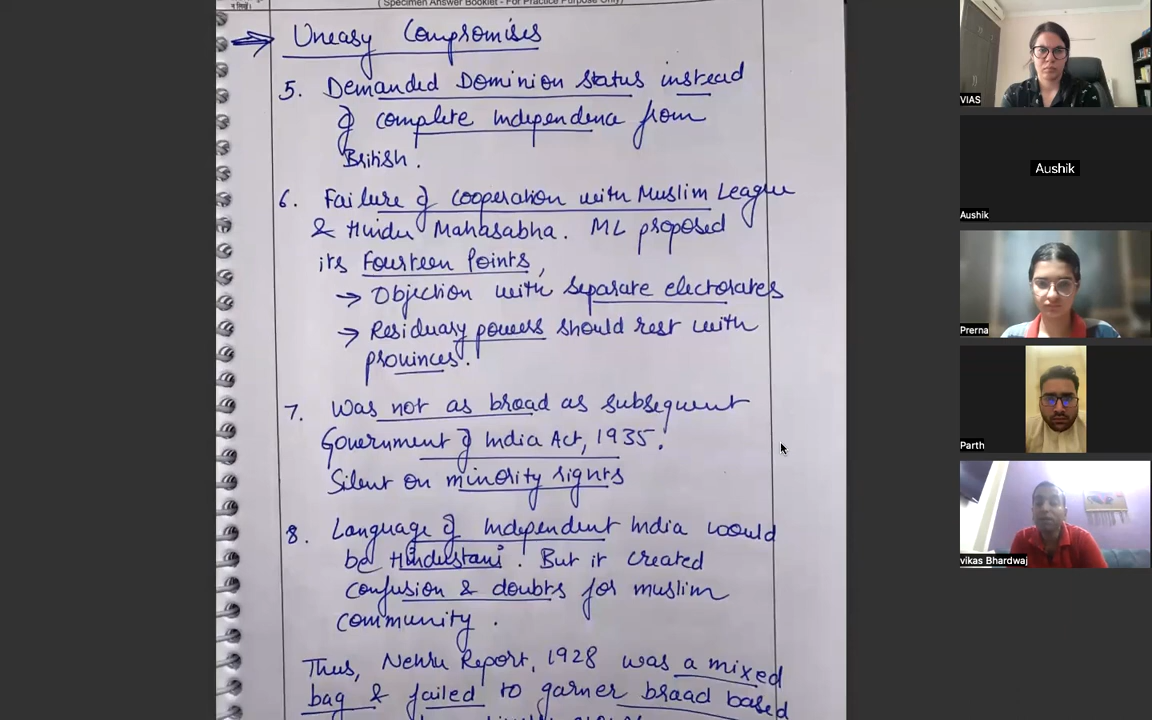 ( Specimen Answer Booklet - For Practice Purpose Only)
Uneasy Compromises
5. Demanded Dominion status instead
of complete independence from
British.
6. Failure of cooperation with Muslim League
& Hindu Mahasabha. ML proposed
its Fourteen Points,
→ Objection with separate electorates
→ Residuary powers should rest with
provinces.
7. Was not as broad as subsequent
Government of India Act, 1935.
Silent on minority rights
8. Language of Independent India would
be Hindustani. But it created
confusion & doubts for muslim
community.
Thus, Nehru Report, 1928 was a mixed
bag & failed to garner broad based
VIAS
Aushik
Aushik
Prerna
Parth
vikas Bhardwaj